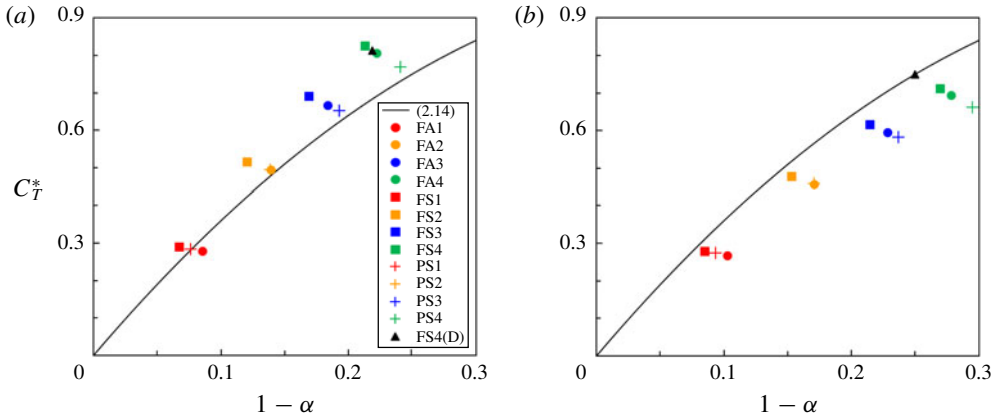 (a)
0.9
0.6
0.3
C*T
0
0.1
0.2
0.3
1 − α
(2.14)
FA1
FA2
FA3
FA4
FS1
FS2
FS3
FS4
PS1
PS2
PS3
PS4
FS4(D)
(b)
0.9
0.6
0.3
0
0.1
0.2
0.3
1 − α